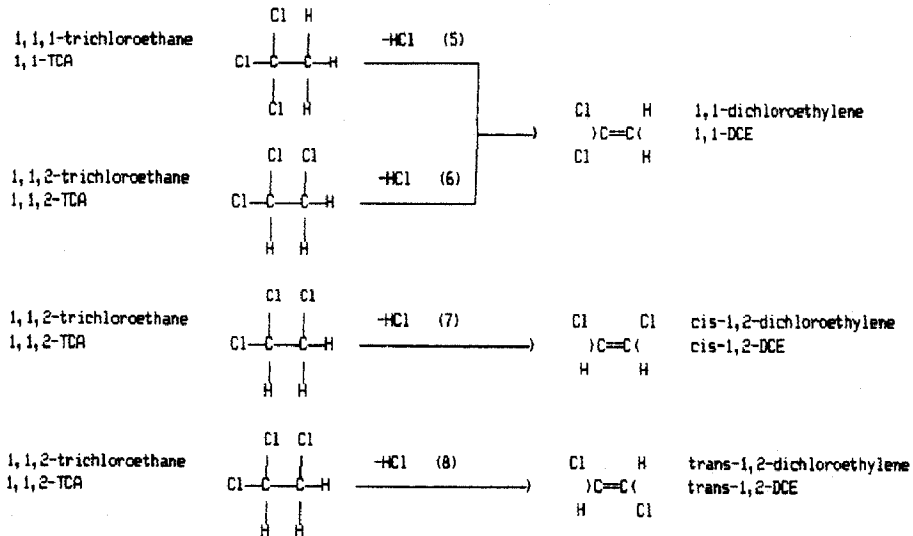 Cl H
1,1,1-trichloroethane
1,1-TCA
-HCl (5)
Cl—C—C—H
Cl H
1,1,2-trichloroethane
1,1,2-TCA
Cl Cl
-HCl (6)
Cl—C—C—H
H H
Cl H
C=C
Cl H
1,1-dichloroethylene
1,1-DCE
1,1,2-trichloroethane
1,1,2-TCA
Cl Cl
-HCl (7)
Cl—C—C—H
H H
Cl Cl
C=C
H H
cis-1,2-dichloroethylene
cis-1,2-DCE
1,1,2-trichloroethane
1,1,2-TCA
Cl Cl
-HCl (8)
Cl—C—C—H
H H
Cl H
C=C
H Cl
trans-1,2-dichloroethylene
trans-1,2-DCE